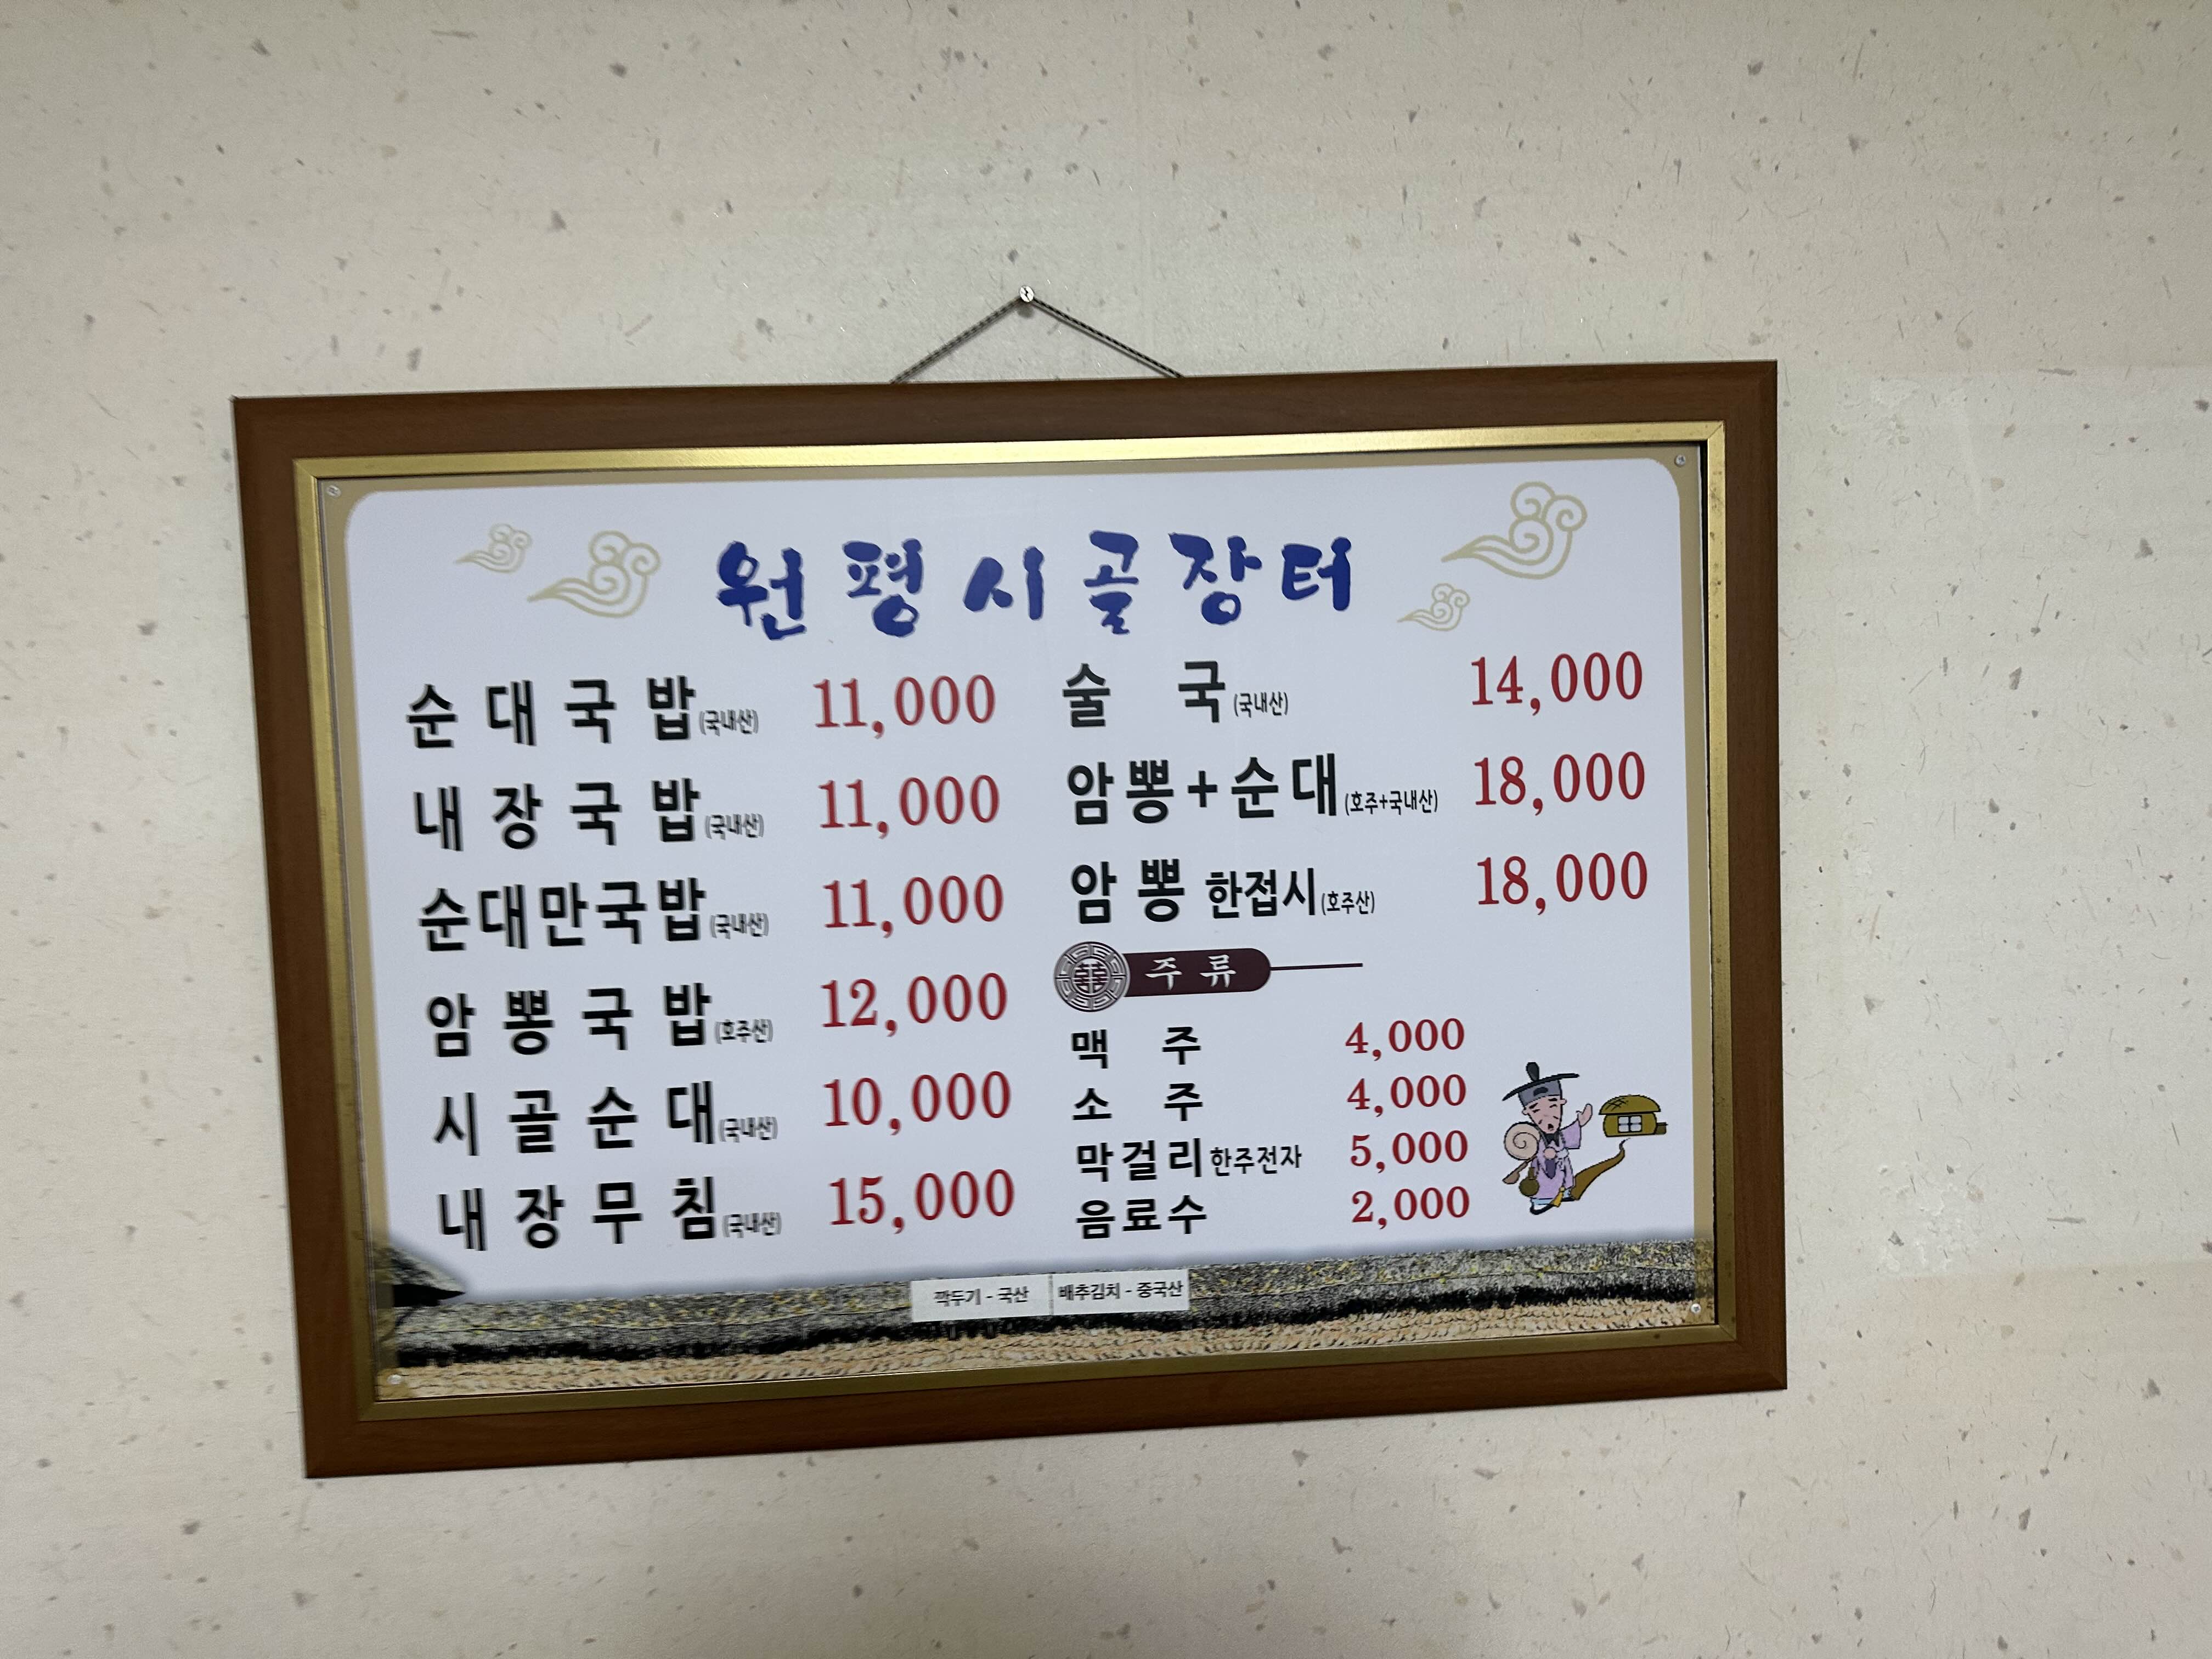 원평시골장터
순대국밥(국내산) 11,000
내장국밥(국내산) 11,000
순대만국밥(국내산) 11,000
암뽕국밥(호주산) 12,000
시골순대(국내산) 10,000
내장무침(국내산) 15,000
술국(국내산) 14,000
암뽕+순대(호주+국내산) 18,000
암뽕 한접시(호주산) 18,000
주류
맥주 4,000
소주 4,000
막걸리한주전자 5,000
음료수 2,000
깍두기 - 국산 배추김치 - 중국산